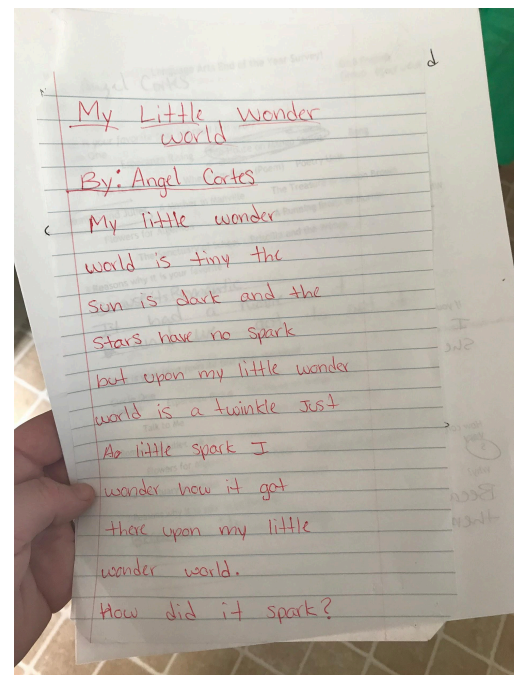 d
My Little Wonder
world
By: Angel Cortes
My little wonder
world is tiny the
sun is dark and the
stars have no spark
but upon my little wonder
world is a twinkle Just
little spark I
wonder how it got
there upon my little
wonder world.
How did it spark?